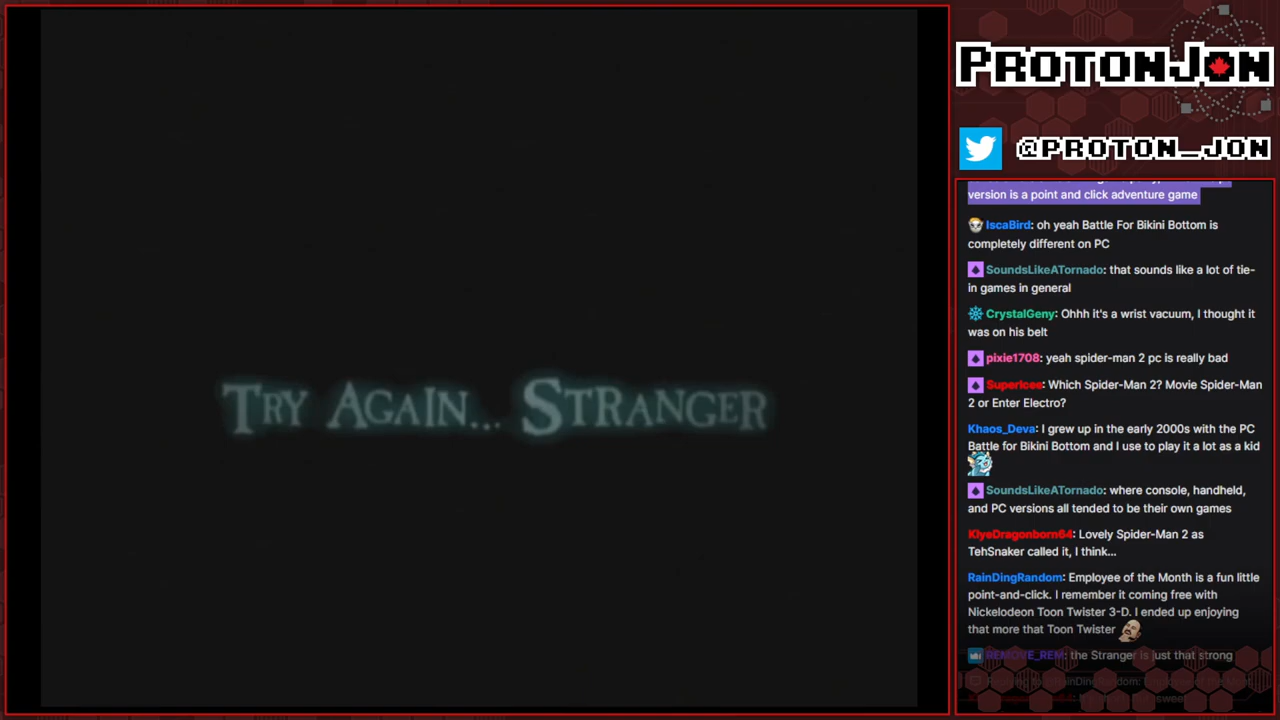 PROTONJON
@PROTON_JON
version is a point and click adventure game
IscaBird: oh yeah Battle For Bikini Bottom is
completely different on PC
SoundsLikeATornado: that sounds like a lot of tie-
in games in general
CrystalGeny: Ohhh it's a wrist vacuum, I thought it
was on his belt
pixie1708: yeah spider-man 2 pc is really bad
SuperIcee: Which Spider-Man 2? Movie Spider-Man
2 or Enter Electro?
Khaos_Deva: I grew up in the early 2000s with the PC
Battle for Bikini Bottom and I use to play it a lot as a kid
SoundsLikeATornado: where console, handheld,
and PC versions all tended to be their own games
KlyeDragonborn64: Lovely Spider-Man 2 as
TehSnaker called it, I think...
RainDingRandom: Employee of the Month is a fun little
point-and-click. I remember it coming free with
Nickelodeon Toon Twister 3-D. I ended up enjoying
that more that Toon Twister
REMOVE_REM: the Stranger is just that strong
Try Again... Stranger